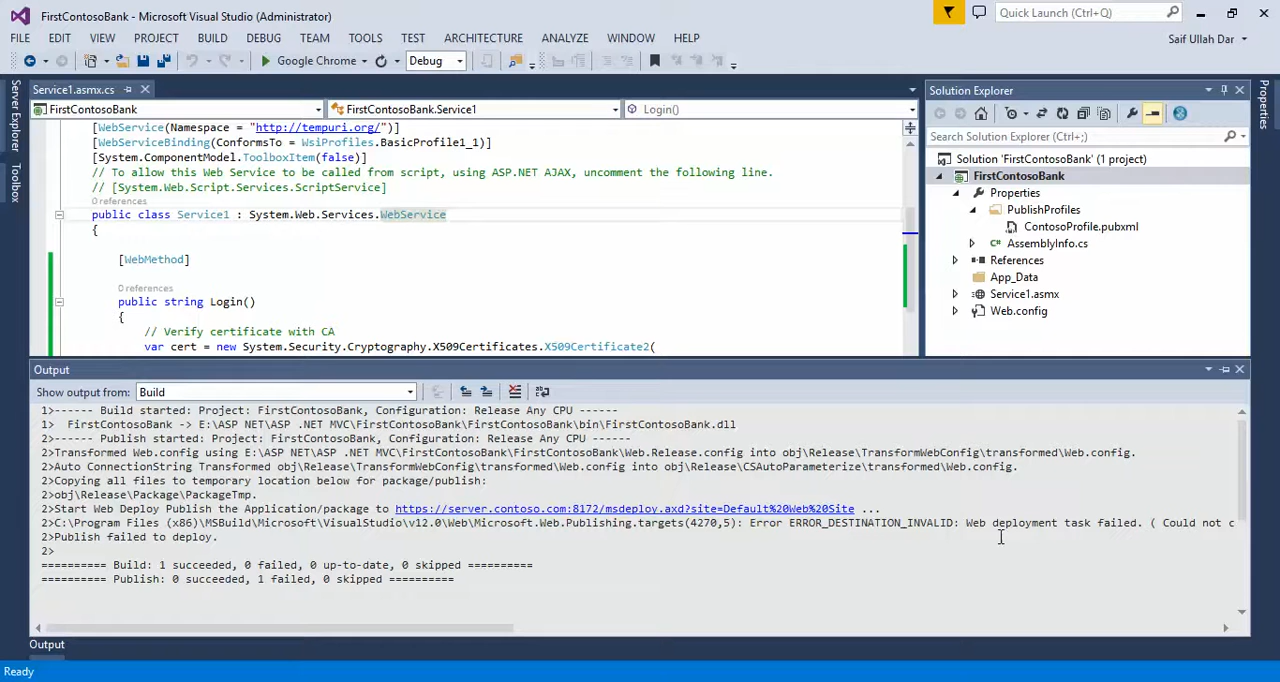 FirstContosoBank - Microsoft Visual Studio (Administrator)
Quick Launch (Ctrl+Q)
FILE EDIT VIEW PROJECT BUILD DEBUG TEAM TOOLS TEST ARCHITECTURE ANALYZE WINDOW HELP
Saif Ullah Dar
Google Chrome Debug
Server Explorer
Toolbox
Properties
Service1.asmx.cs
FirstContosoBank FirstContosoBank.Service1 Login()
[WebService(Namespace = "http://tempuri.org/")]
[WebServiceBinding(ConformsTo = WsiProfiles.BasicProfile1_1)]
[System.ComponentModel.ToolboxItem(false)]
// To allow this Web Service to be called from script, using ASP.NET AJAX, uncomment the following line.
// [System.Web.Script.Services.ScriptService]
0 references
public class Service1 : System.Web.Services.WebService
{
[WebMethod]
0 references
public string Login()
{
// Verify certificate with CA
var cert = new System.Security.Cryptography.X509Certificates.X509Certificate2(
Solution Explorer
Search Solution Explorer (Ctrl+;)
Solution 'FirstContosoBank' (1 project)
FirstContosoBank
Properties
PublishProfiles
ContosoProfile.pubxml
C# AssemblyInfo.cs
References
App_Data
Service1.asmx
Web.config
Output
Show output from: Build
1>------ Build started: Project: FirstContosoBank, Configuration: Release Any CPU ------
1>  FirstContosoBank -> E:\ASP NET\ASP .NET MVC\FirstContosoBank\FirstContosoBank\bin\FirstContosoBank.dll
2>------ Publish started: Project: FirstContosoBank, Configuration: Release Any CPU ------
2>Transformed Web.config using E:\ASP NET\ASP .NET MVC\FirstContosoBank\FirstContosoBank\Web.Release.config into obj\Release\TransformWebConfig\transformed\Web.config.
2>Auto ConnectionString Transformed obj\Release\TransformWebConfig\transformed\Web.config into obj\Release\CSAutoParameterize\transformed\Web.config.
2>Copying all files to temporary location below for package/publish:
2>obj\Release\Package\PackageTmp.
2>Start Web Deploy Publish the Application/package to https://server.contoso.com:8172/msdeploy.axd?site=Default%20Web%20Site ...
2>C:\Program Files (x86)\MSBuild\Microsoft\VisualStudio\v12.0\Web\Microsoft.Web.Publishing.targets(4270,5): Error ERROR_DESTINATION_INVALID: Web deployment task failed. ( Could not c
2>Publish failed to deploy.
2>
========== Build: 1 succeeded, 0 failed, 0 up-to-date, 0 skipped ==========
========== Publish: 0 succeeded, 1 failed, 0 skipped ==========
Output
Ready